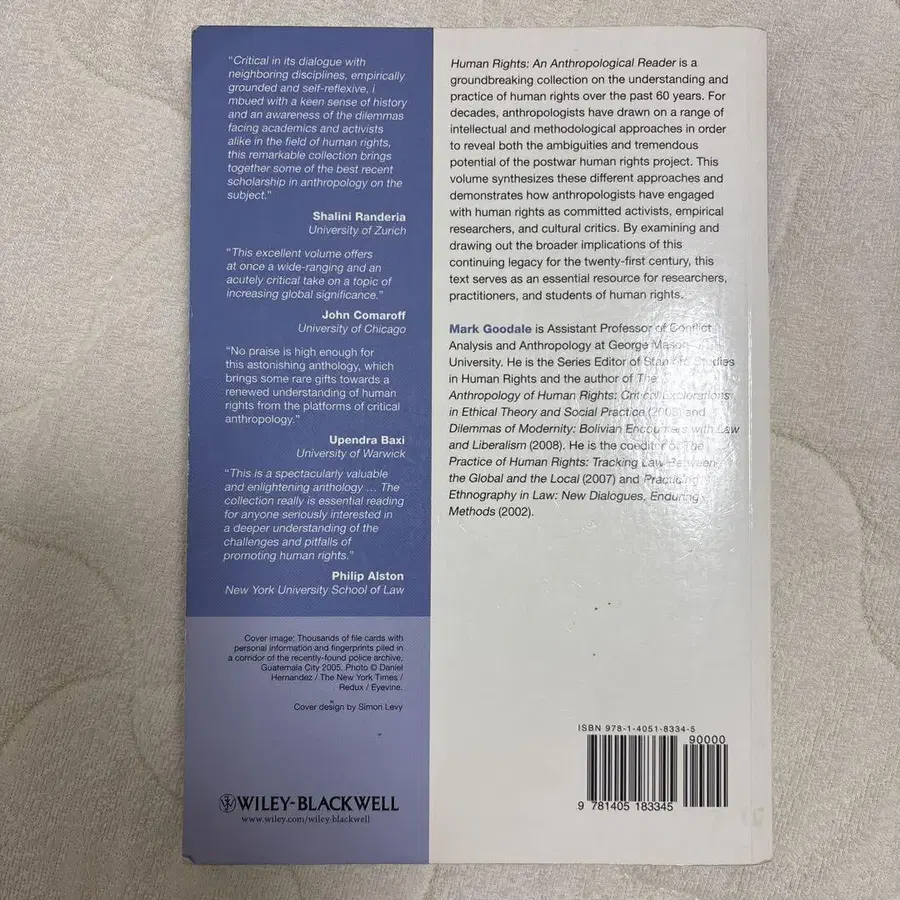 “Critical in its dialogue with
neighboring disciplines, empirically
grounded and self-reflexive, i
mbued with a keen sense of history
and an awareness of the dilemmas
facing academics and activists
alike in the field of human rights,
this remarkable collection brings
together some of the best recent
scholarship in anthropology on the
subject.”
Shalini Randeria
University of Zurich
“This excellent volume offers
at once a wide-ranging and an
acutely critical take on a topic of
increasing global significance.”
John Comaroff
University of Chicago
“No praise is high enough for
this astonishing anthology, which
brings some rare gifts towards a
renewed understanding of human
rights from the platforms of critical
anthropology.”
Upendra Baxi
University of Warwick
“This is a spectacularly valuable
and enlightening anthology … The
collection really is essential reading
for anyone seriously interested in
a deeper understanding of the
challenges and pitfalls of
promoting human rights.”
Philip Alston
New York University School of Law
Cover image: Thousands of file cards with
personal information and fingerprints piled in
a corridor of the recently-found police archive,
Guatemala City 2005. Photo © Daniel
Hernandez / The New York Times /
Redux / Eyevine.
Cover design by Simon Levy
WILEY-BLACKWELL
www.wiley.com/wiley-blackwell
Human Rights: An Anthropological Reader is a
groundbreaking collection on the understanding and
practice of human rights over the past 60 years. For
decades, anthropologists have drawn on a range of
intellectual and methodological approaches in order
to reveal both the ambiguities and tremendous
potential of the postwar human rights project. This
volume synthesizes these different approaches and
demonstrates how anthropologists have engaged
with human rights as committed activists, empirical
researchers, and cultural critics. By examining and
drawing out the broader implications of this
continuing legacy for the twenty-first century, this
text serves as an essential resource for researchers,
practitioners, and students of human rights.
Mark Goodale is Assistant Professor of Conflict
Analysis and Anthropology at George Mason
University. He is the Series Editor of Stanford Studies
in Human Rights and the author of The
Anthropology of Human Rights: Critical Explorations
in Ethical Theory and Social Practice (2008) and
Dilemmas of Modernity: Bolivian Encounters with Law
and Liberalism (2008). He is the coeditor of The
Practice of Human Rights: Tracking Law Between
the Global and the Local (2007) and Practicing
Ethnography in Law: New Dialogues, Enduring
Methods (2002).
ISBN 978-1-4051-8334-5
90000
9 781405 183345